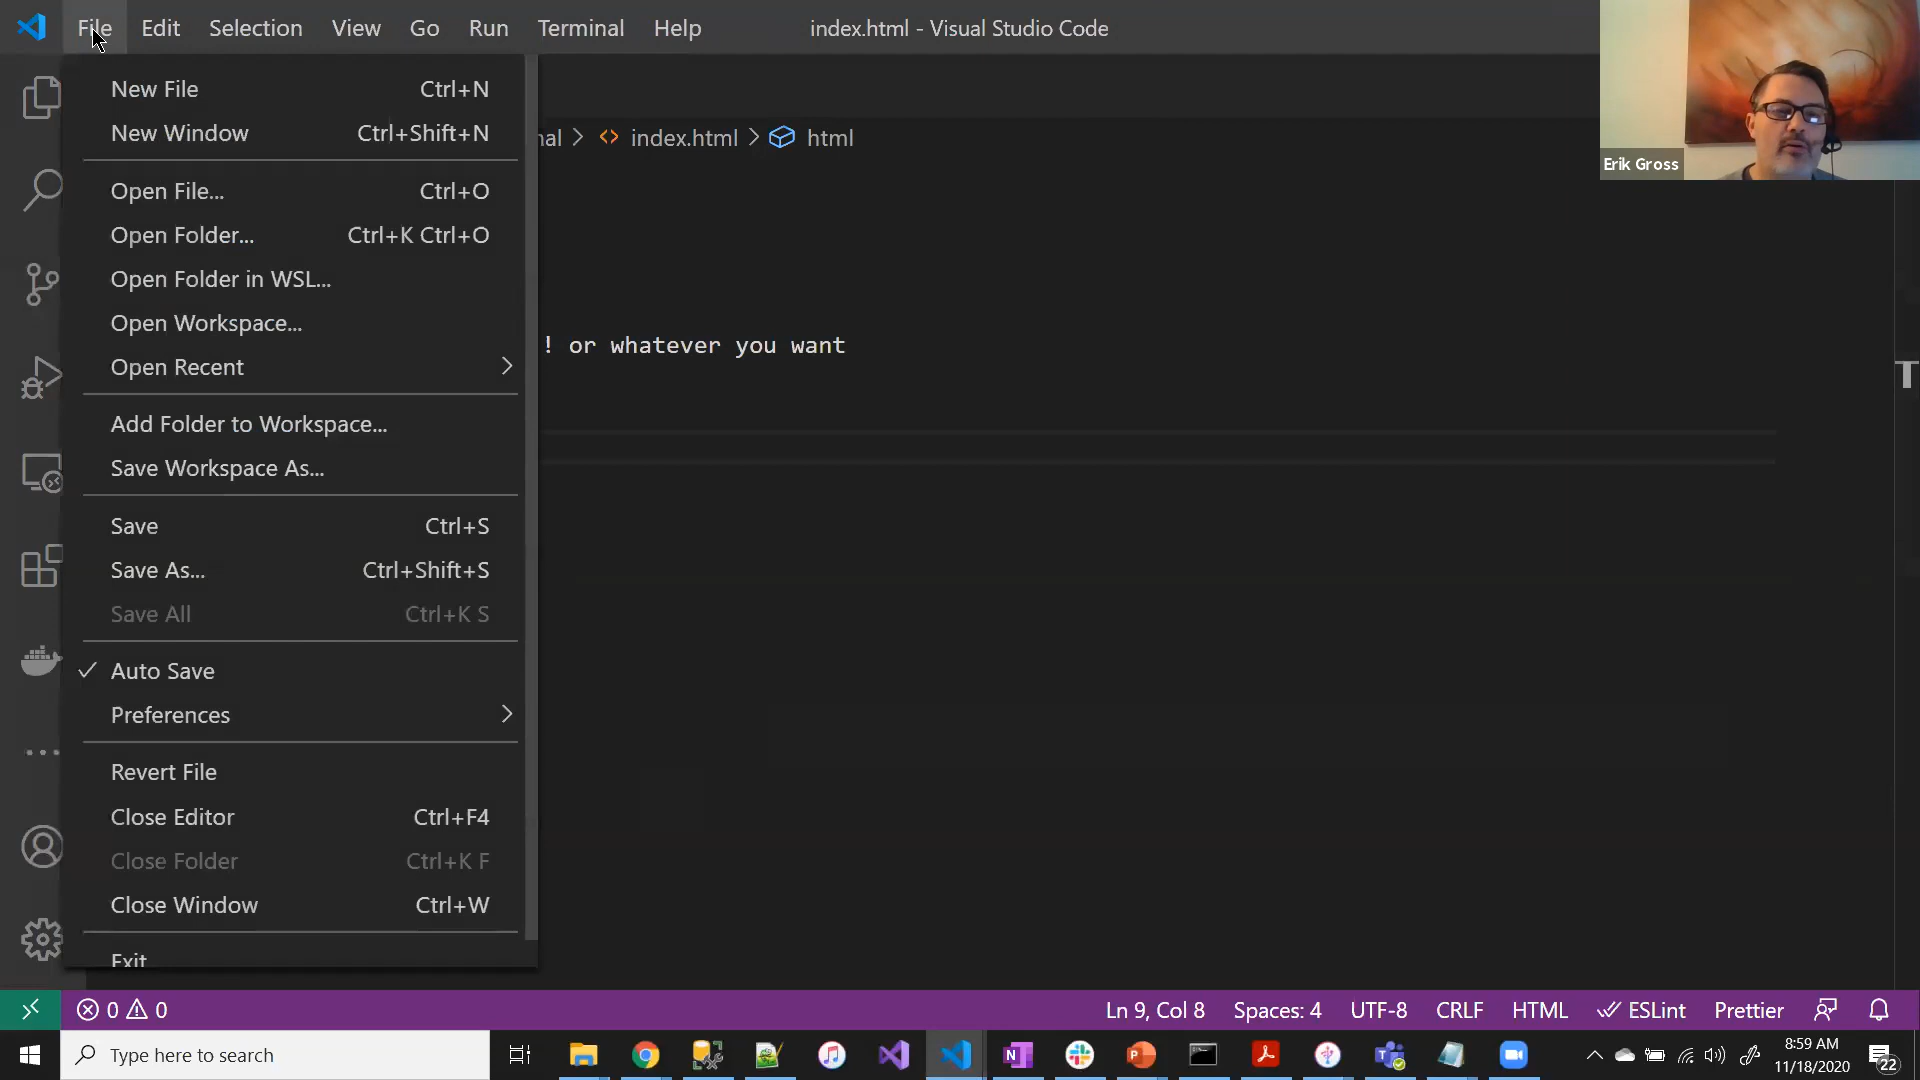 File Edit Selection View Go Run Terminal Help
index.html - Visual Studio Code
Erik Gross
New File Ctrl+N
New Window Ctrl+Shift+N
nal > index.html > html
Open File... Ctrl+O
Open Folder... Ctrl+K Ctrl+O
Open Folder in WSL...
Open Workspace...
! or whatever you want
Open Recent
Add Folder to Workspace...
Save Workspace As...
Save Ctrl+S
Save As... Ctrl+Shift+S
Save All Ctrl+K S
Auto Save
Preferences
Revert File
Close Editor Ctrl+F4
Close Folder Ctrl+K F
Close Window Ctrl+W
Exit
0 0 Ln 9, Col 8 Spaces: 4 UTF-8 CRLF HTML ESLint Prettier
Type here to search
8:59 AM
11/18/2020
22